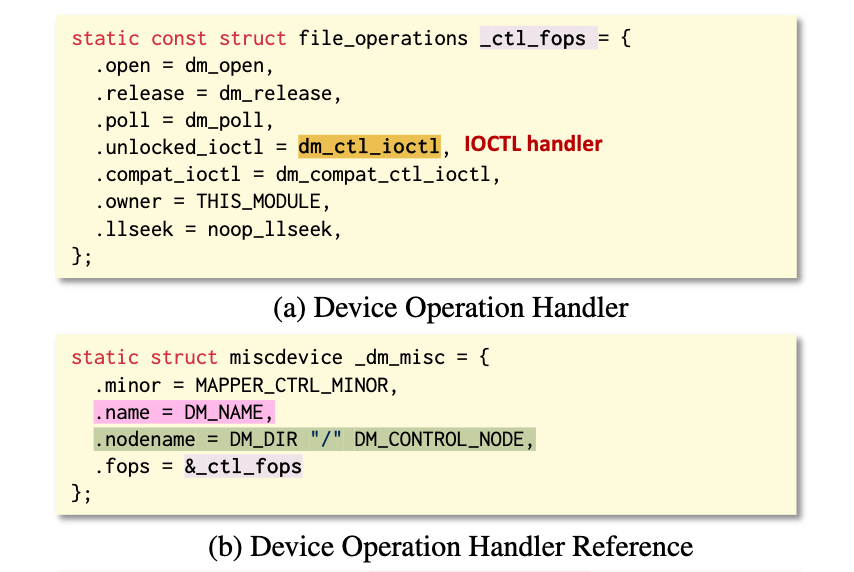 static const struct file_operations _ctl_fops = {
.open = dm_open,
.release = dm_release,
.poll = dm_poll,
.unlocked_ioctl = dm_ctl_ioctl, IOCTL handler
.compat_ioctl = dm_compat_ctl_ioctl,
.owner = THIS_MODULE,
.llseek = noop_llseek,
};
(a) Device Operation Handler
static struct miscdevice _dm_misc = {
.minor = MAPPER_CTRL_MINOR,
.name = DM_NAME,
.nodename = DM_DIR "/" DM_CONTROL_NODE,
.fops = &_ctl_fops
};
(b) Device Operation Handler Reference